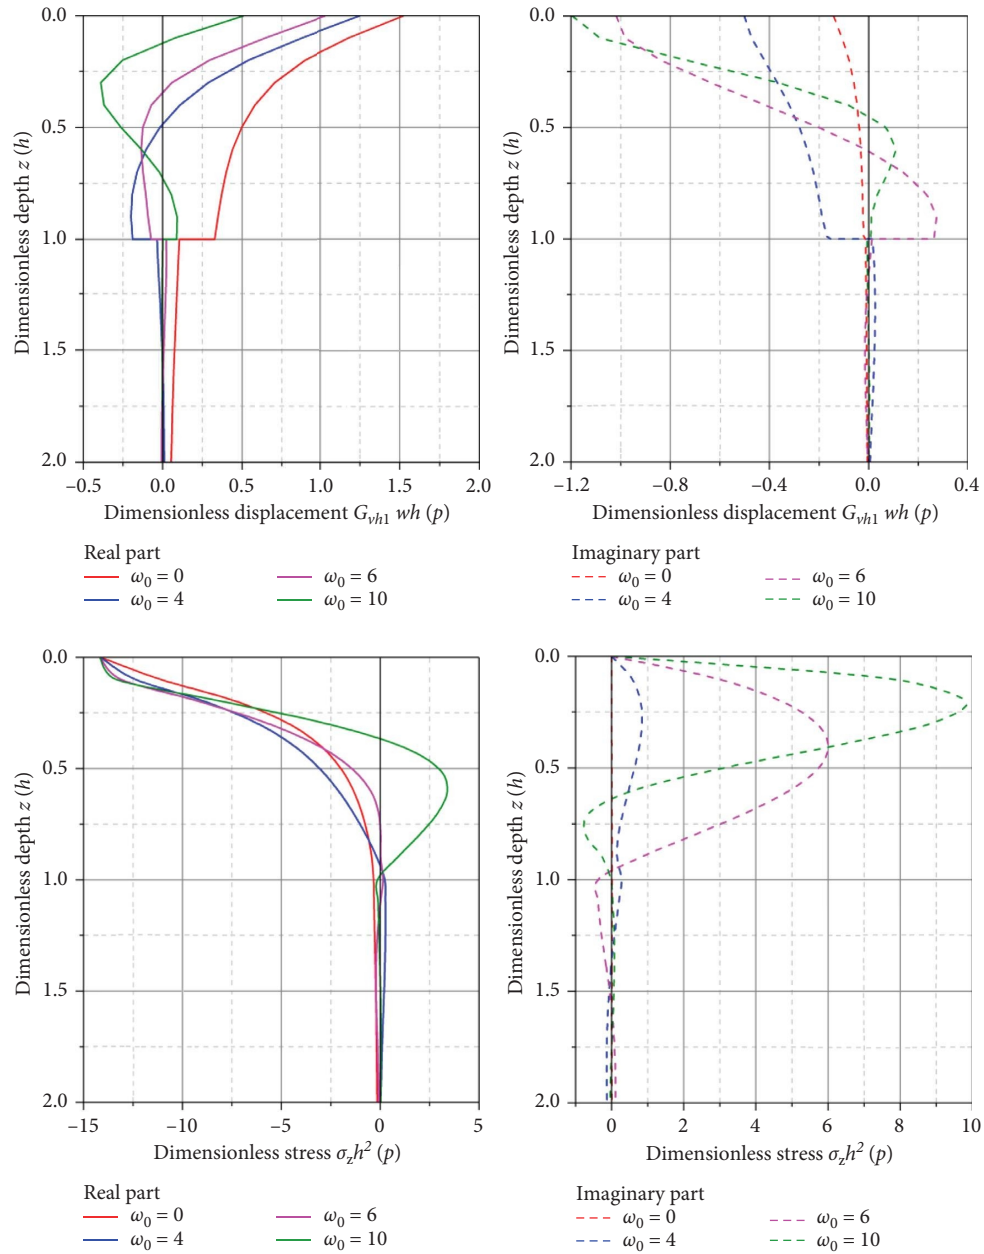 0.0
0.5
1.0
1.5
2.0
Dimensionless depth z (h)
−0.5 0.0 0.5 1.0 1.5 2.0
Dimensionless displacement G_vh1 wh (p)
Real part
ω₀ = 0
ω₀ = 4
ω₀ = 6
ω₀ = 10
0.0
0.5
1.0
1.5
2.0
Dimensionless depth z (h)
−1.2 −0.8 −0.4 0.0 0.4
Dimensionless displacement G_vh1 wh (p)
Imaginary part
ω₀ = 0
ω₀ = 4
ω₀ = 6
ω₀ = 10
0.0
0.5
1.0
1.5
2.0
Dimensionless depth z (h)
−15 −10 −5 0 5
Dimensionless stress σ_z h² (p)
Real part
ω₀ = 0
ω₀ = 4
ω₀ = 6
ω₀ = 10
0.0
0.5
1.0
1.5
2.0
Dimensionless depth z (h)
0 2 4 6 8 10
Dimensionless stress σ_z h² (p)
Imaginary part
ω₀ = 0
ω₀ = 4
ω₀ = 6
ω₀ = 10